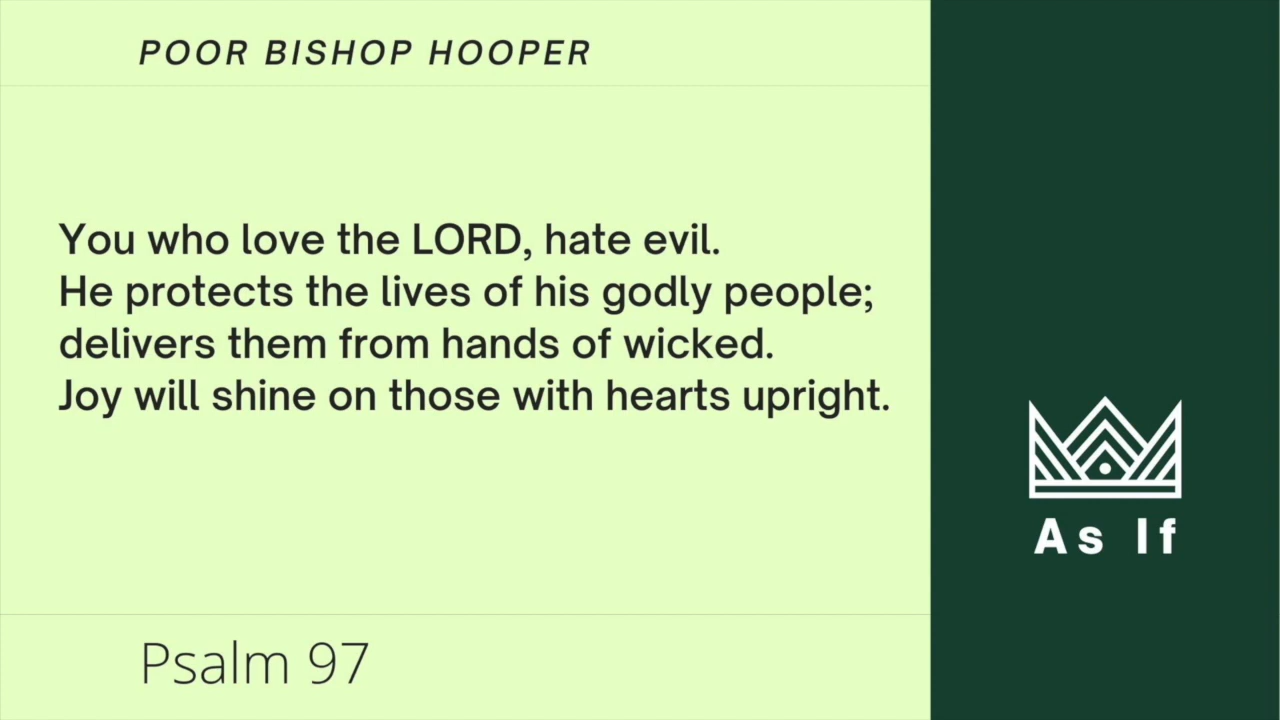 POOR BISHOP HOOPER
You who love the LORD, hate evil.
He protects the lives of his godly people;
delivers them from hands of wicked.
Joy will shine on those with hearts upright.
As If
Psalm 97